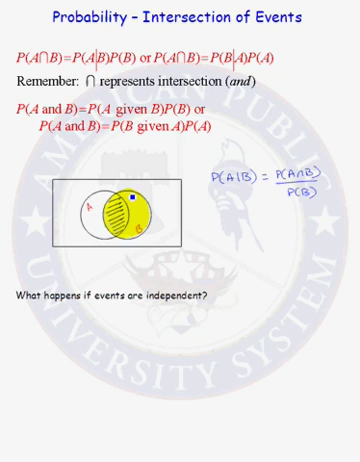 Probability – Intersection of Events
P(A∩B)=P(A|B)P(B) or P(A∩B)=P(B|A)P(A)
Remember: ∩ represents intersection (and)
P(A and B)=P(A given B)P(B) or
P(A and B)=P(B given A)P(A)
P(A|B) = P(A∩B)
P(B)
A
B
What happens if events are independent?
AMERICAN PUBLIC
UNIVERSITY SYSTEM